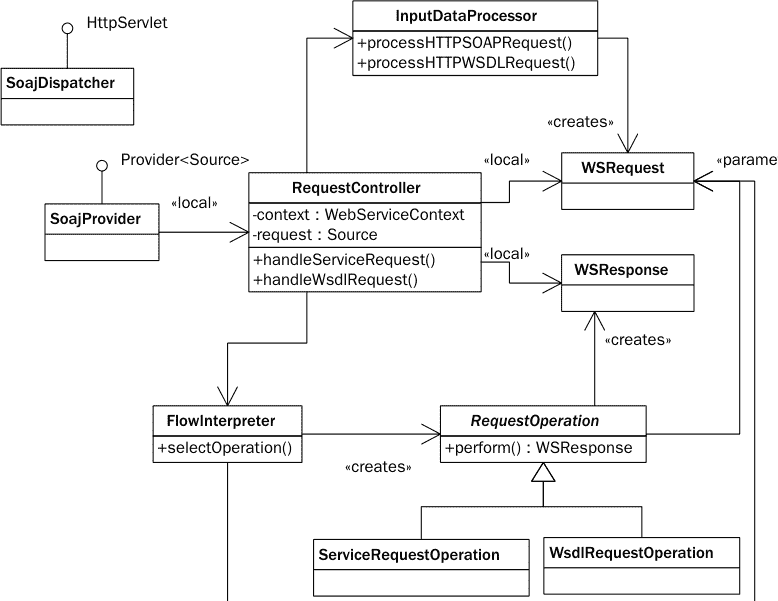 HttpServlet
SoajDispatcher
InputDataProcessor
+processHTTPSOAPRequest()
+processHTTPWSDLRequest()
«creates»
Provider<Source>
SoajProvider
«local»
RequestController
-context : WebServiceContext
-request : Source
+handleServiceRequest()
+handleWsdlRequest()
«local»
WSRequest
«parame
«local»
WSResponse
«creates»
FlowInterpreter
+selectOperation()
«creates»
RequestOperation
+perform() : WSResponse
ServiceRequestOperation
WsdlRequestOperation